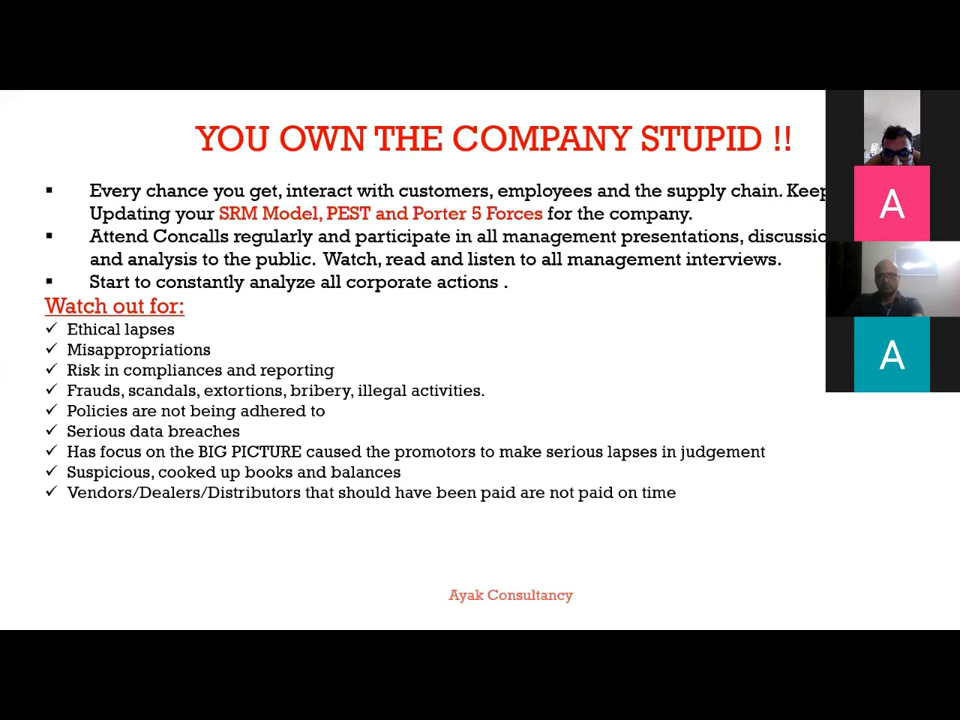 YOU OWN THE COMPANY STUPID !!
▪ Every chance you get, interact with customers, employees and the supply chain. Keep
Updating your SRM Model, PEST and Porter 5 Forces for the company.
▪ Attend Concalls regularly and participate in all management presentations,
and analysis to the public. Watch, read and listen to all management interviews.
▪ Start to constantly analyze all corporate actions .
Watch out for:
✓ Ethical lapses
✓ Misappropriations
✓ Risk in compliances and reporting
✓ Frauds, scandals, extortions, bribery, illegal activities.
✓ Policies are not being adhered to
✓ Serious data breaches
✓ Has focus on the BIG PICTURE caused the promotors to make serious lapses in judgement
✓ Suspicious, cooked up books and balances
✓ Vendors/Dealers/Distributors that should have been paid are not paid on time
Ayak Consultancy
A
A